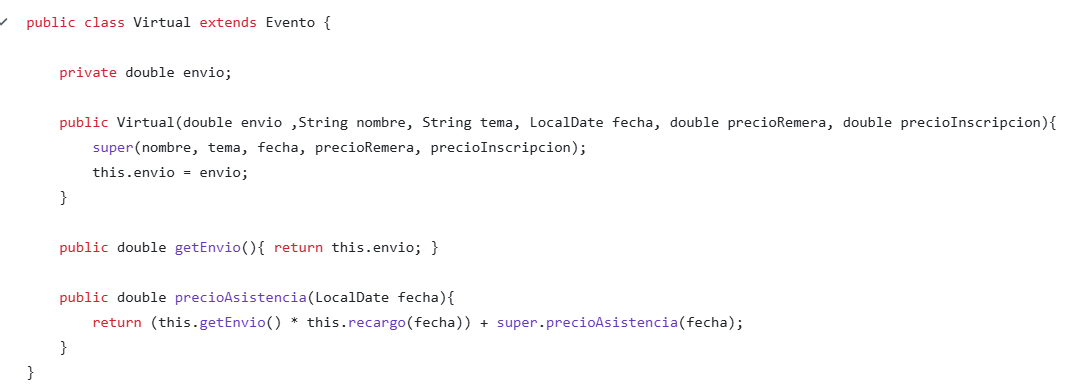 public class Virtual extends Evento {
private double envio;
public Virtual(double envio ,String nombre, String tema, LocalDate fecha, double precioRemera, double precioInscripcion){
super(nombre, tema, fecha, precioRemera, precioInscripcion);
this.envio = envio;
}
public double getEnvio(){ return this.envio; }
public double precioAsistencia(LocalDate fecha){
return (this.getEnvio() * this.recargo(fecha)) + super.precioAsistencia(fecha);
}
}